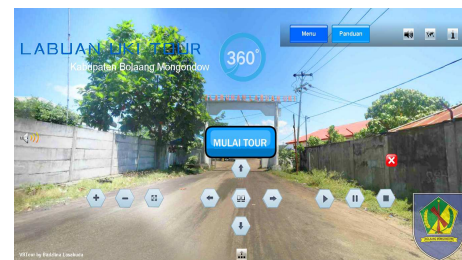 LABUAN UKI TOUR
Kabupaten Bolaang Mongondow
360°
Menu
Panduan
MULAI TOUR